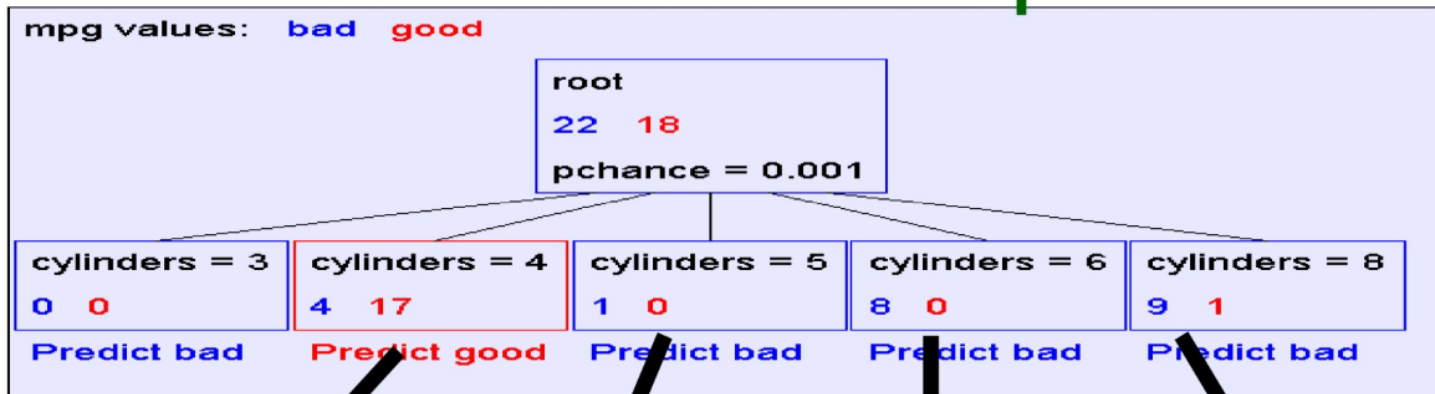 mpg values: bad good
root
22 18
pchance = 0.001
cylinders = 3
0 0
Predict bad
cylinders = 4
4 17
Predict good
cylinders = 5
1 0
Predict bad
cylinders = 6
8 0
Predict bad
cylinders = 8
9 1
Predict bad